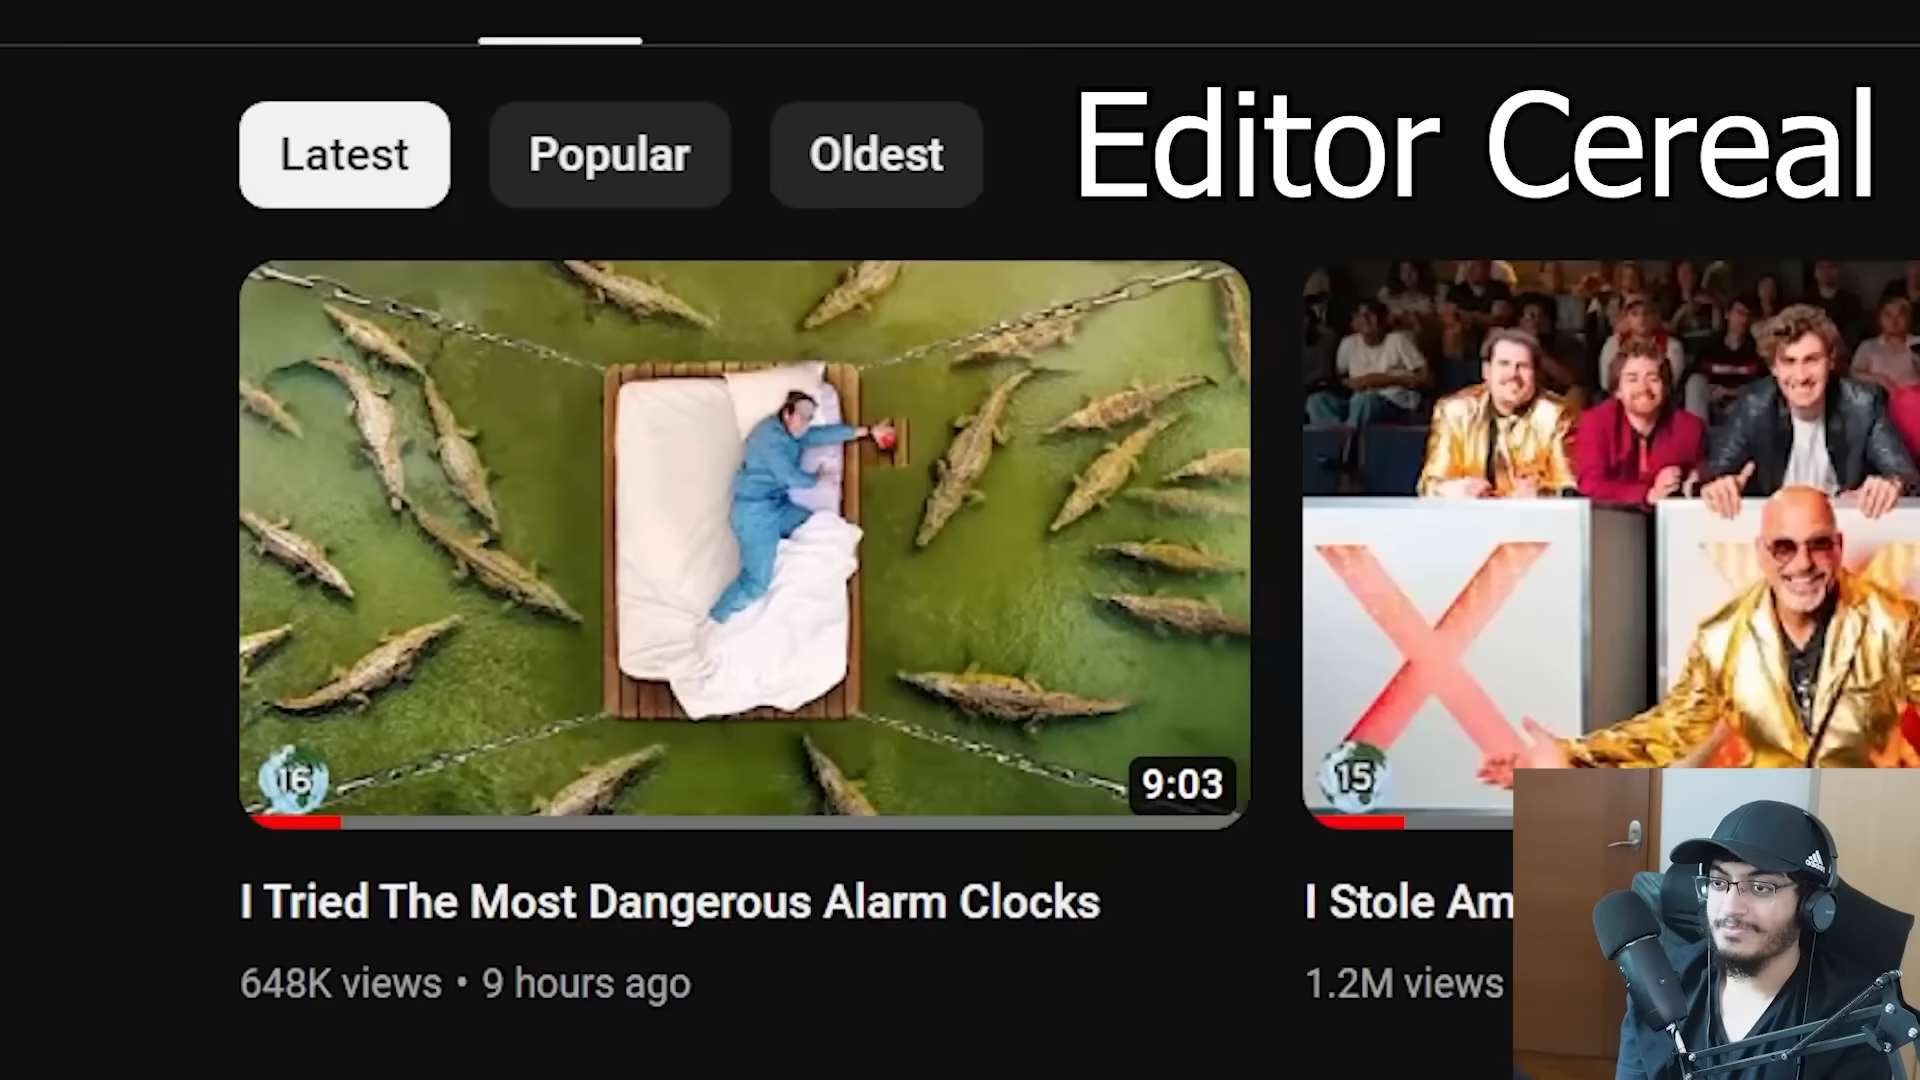 Latest
Popular
Oldest
Editor Cereal
16
9:03
15
I Tried The Most Dangerous Alarm Clocks
648K views • 9 hours ago
I Stole Am
1.2M views